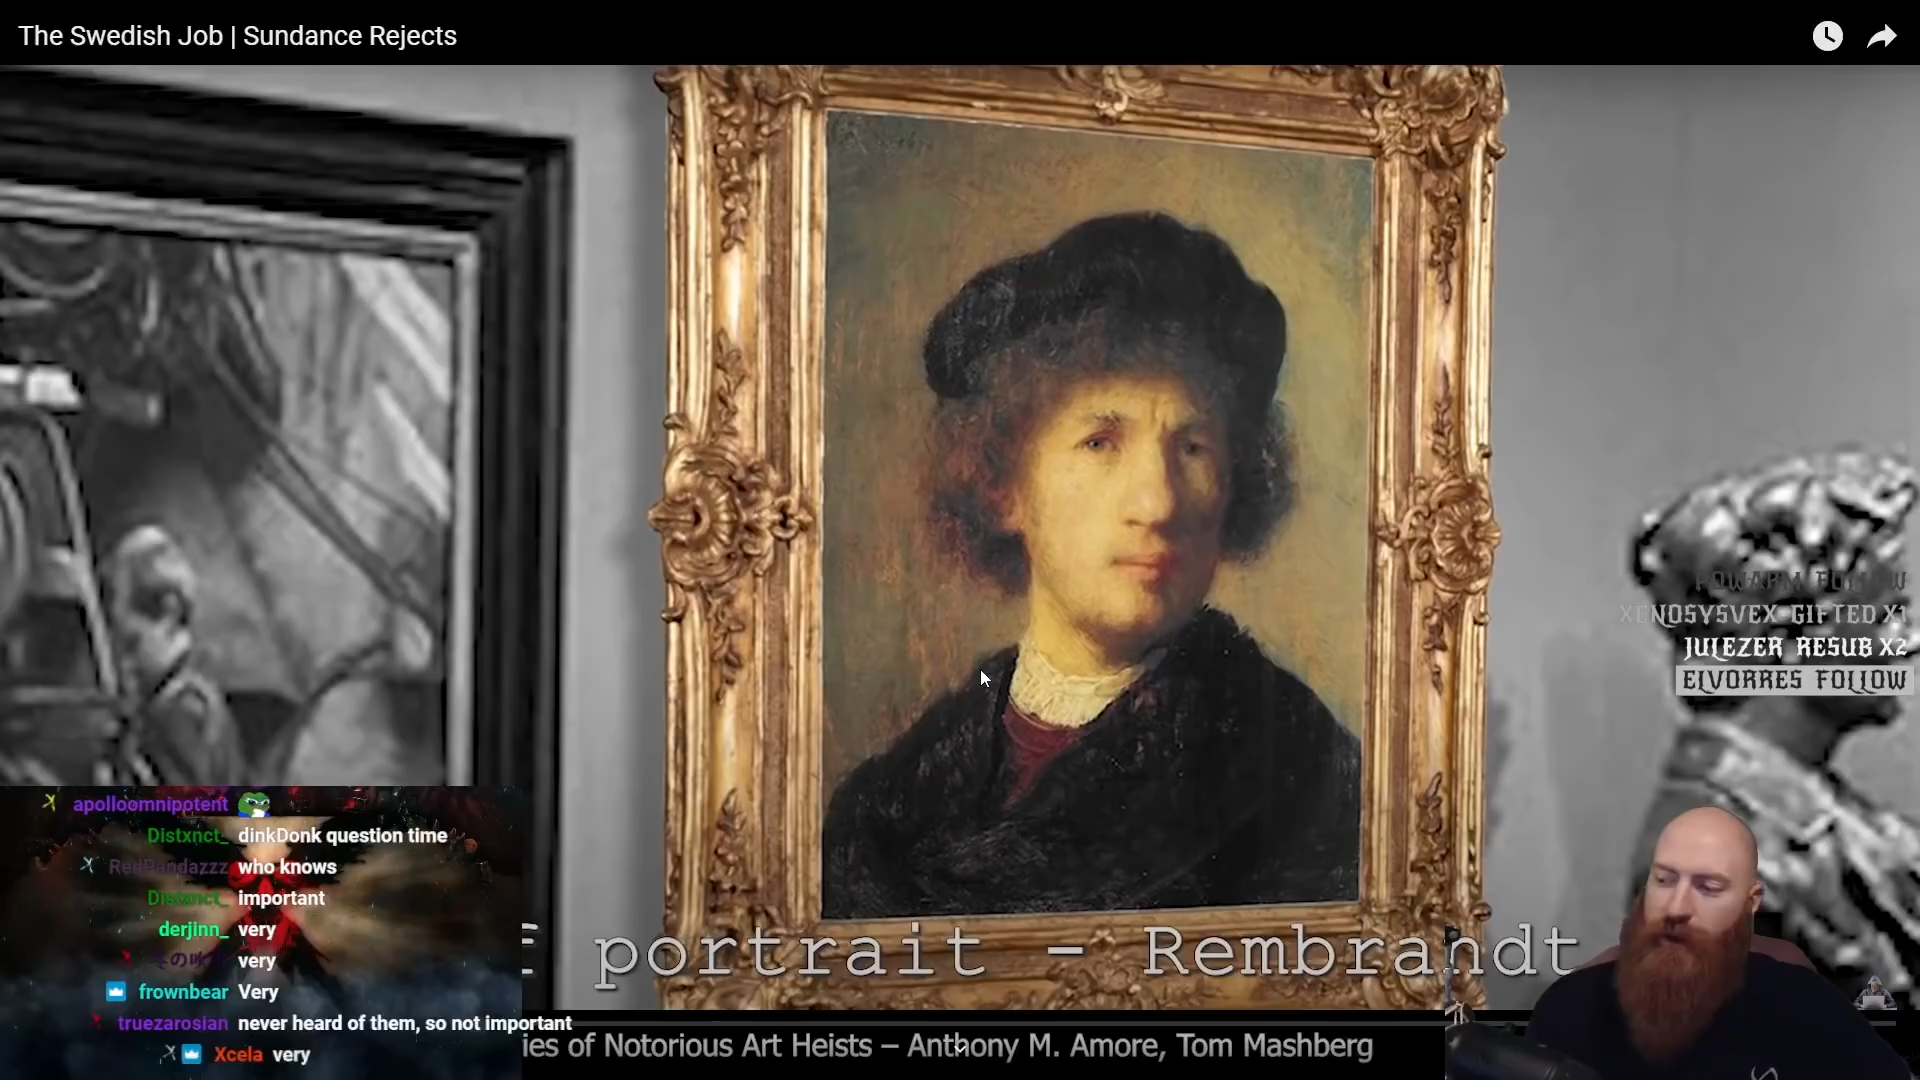 The Swedish Job | Sundance Rejects
XENOSYSVEX GIFTED X1
JULEZER RESUB X2
ELVORRES FOLLOW
apolloomnipotent
Distxnct_ dinkDonk question time
RedPandazzz who knows
Distxnct_ important
derjinn_ very
very
frownbear Very
truezarosian never heard of them, so not important
Xcela very
f portrait - Rembrandt
ies of Notorious Art Heists – Anthony M. Amore, Tom Mashberg